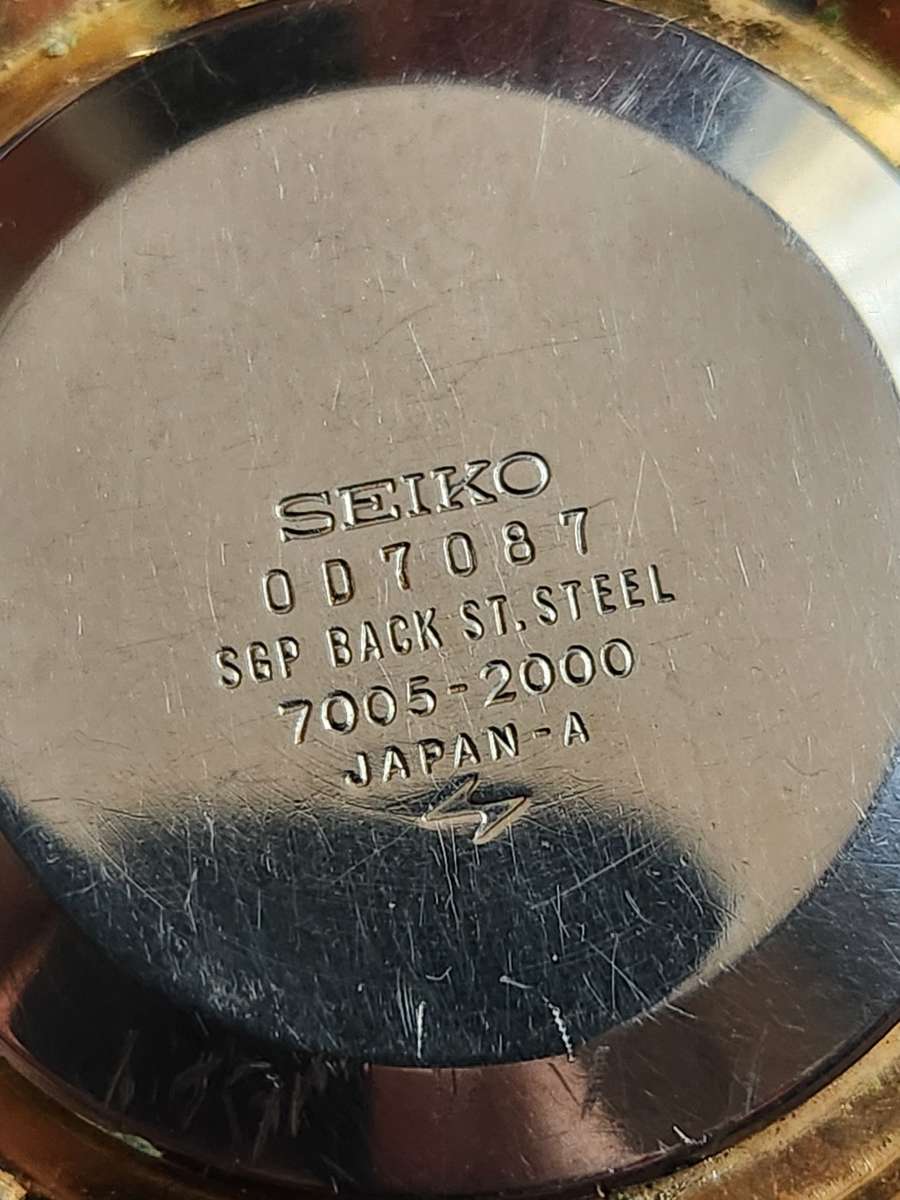 SEIKO
0D7087
SGP BACK ST.STEEL
7005-2000
JAPAN-A